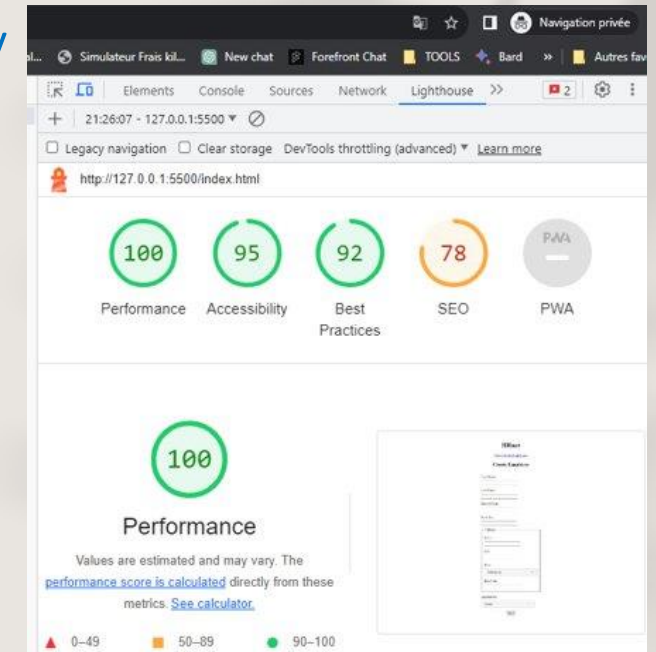 Navigation privée
Simulateur Frais kil... New chat Forefront Chat TOOLS Bard » Autres fav
Elements Console Sources Network Lighthouse >> 2
+ 21:26:07 - 127.0.0.1:5500
Legacy navigation Clear storage DevTools throttling (advanced) Learn more
http://127.0.0.1:5500/index.html
100 95 92 78 PWA
Performance Accessibility Best Practices SEO PWA
100
Performance
Values are estimated and may vary. The
performance score is calculated directly from these
metrics. See calculator.
0–49 50–89 90–100
HRnet
Create Employee